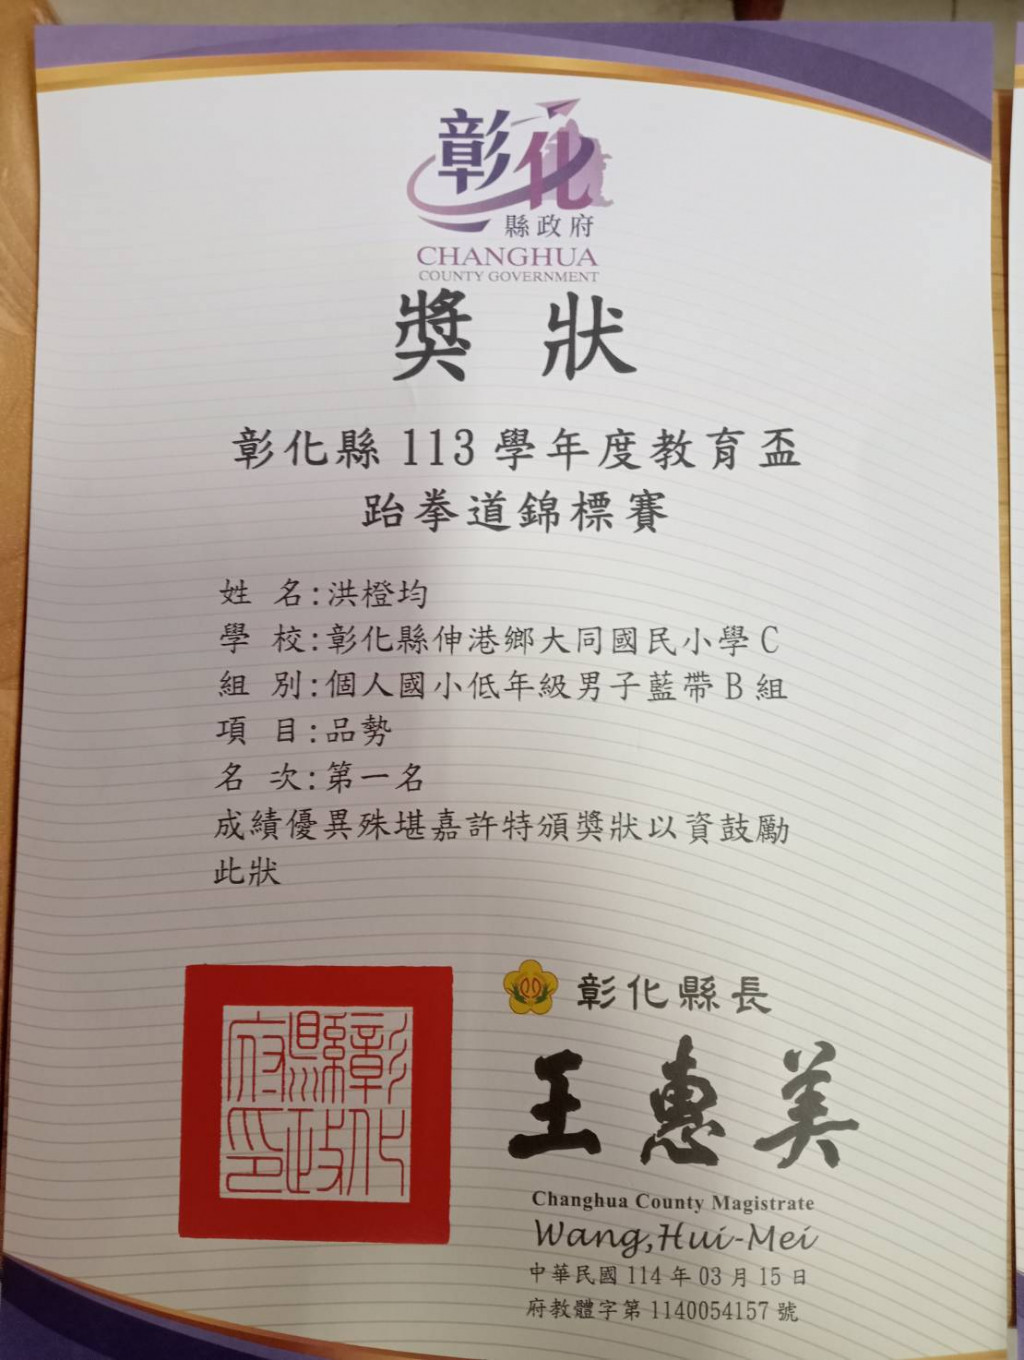 彰化
縣政府
CHANGHUA
COUNTY GOVERNMENT
獎狀
彰化縣113學年度教育盃
跆拳道錦標賽
姓 名:洪橙均
學 校:彰化縣伸港鄉大同國民小學C
組 別:個人國小低年級男子藍帶B組
項 目:品勢
名 次:第一名
成績優異殊堪嘉許特頒獎狀以資鼓勵
此狀
彰化縣政府印
彰化縣長
王惠美
Changhua County Magistrate
Wang,Hui-Mei
中華民國114年03月15日
府教體字第1140054157號